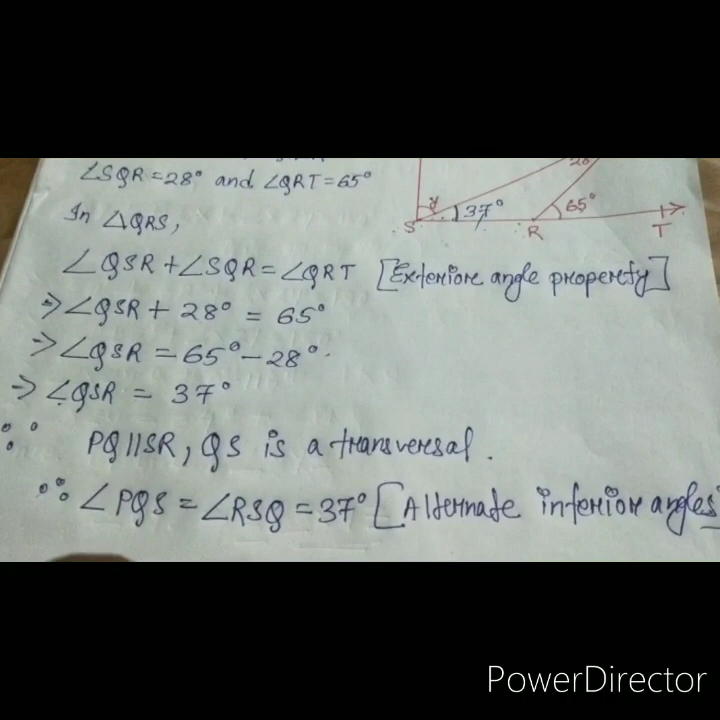 ∠SQR = 28° and ∠QRT = 65°
y 37° 65°
S R T
In △QRS,
∠QSR + ∠SQR = ∠QRT [Exterior angle property]
⇒ ∠QSR + 28° = 65°
⇒ ∠QSR = 65° - 28°.
⇒ ∠QSR = 37°
∵ PQ||SR, QS is a transversal.
∴ ∠PQS = ∠RSQ = 37° [Alternate interior angles
PowerDirector